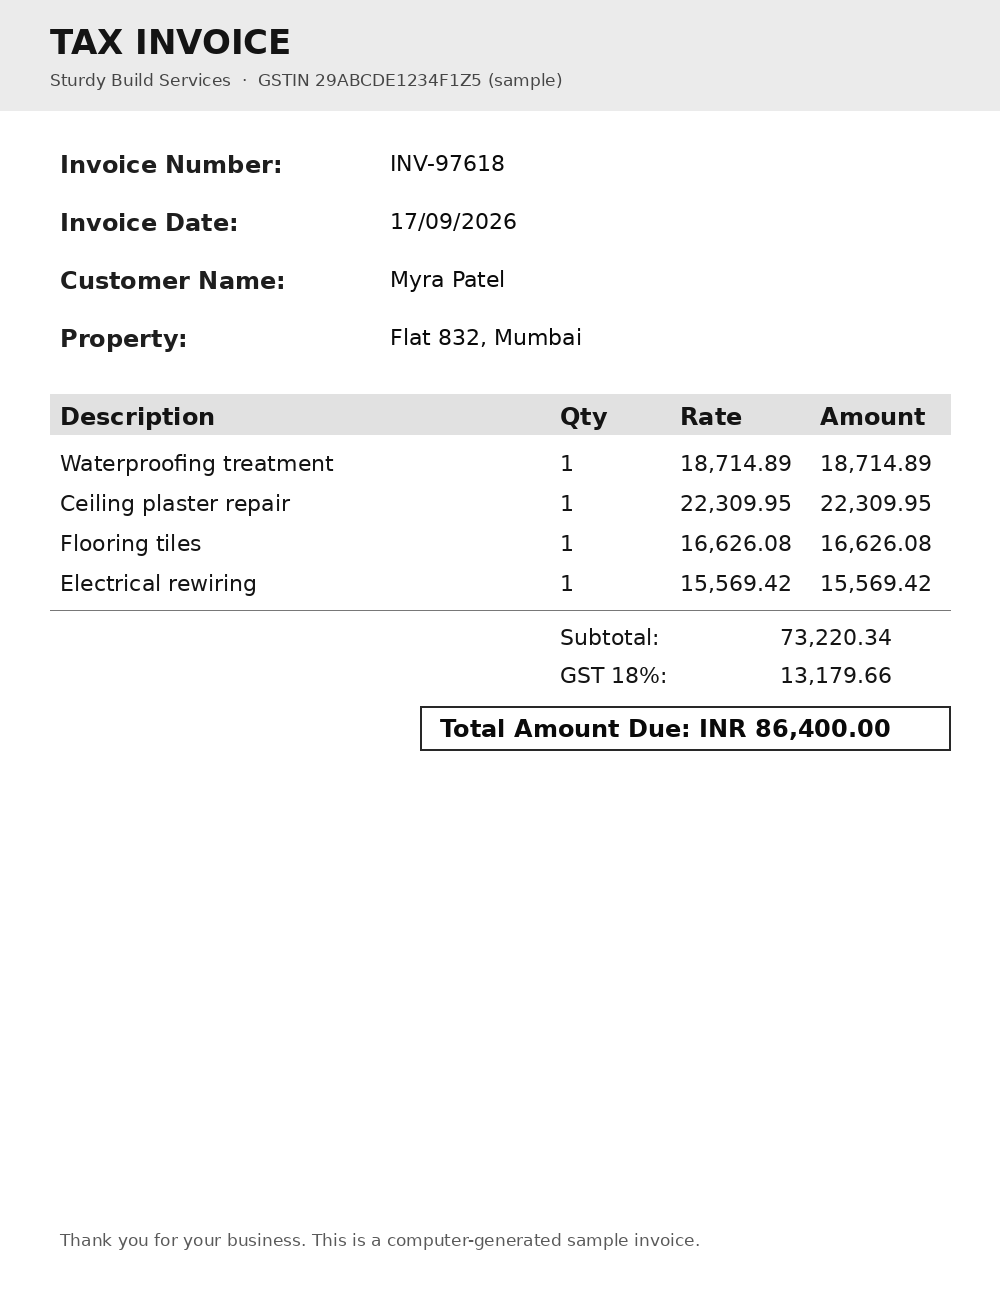 TAX INVOICE
Sturdy Build Services · GSTIN 29ABCDE1234F1Z5 (sample)
Invoice Number: INV-97618
Invoice Date: 17/09/2026
Customer Name: Myra Patel
Property: Flat 832, Mumbai
Description Qty Rate Amount
Waterproofing treatment 1 18,714.89 18,714.89
Ceiling plaster repair 1 22,309.95 22,309.95
Flooring tiles 1 16,626.08 16,626.08
Electrical rewiring 1 15,569.42 15,569.42
Subtotal: 73,220.34
GST 18%: 13,179.66
Total Amount Due: INR 86,400.00
Thank you for your business. This is a computer-generated sample invoice.